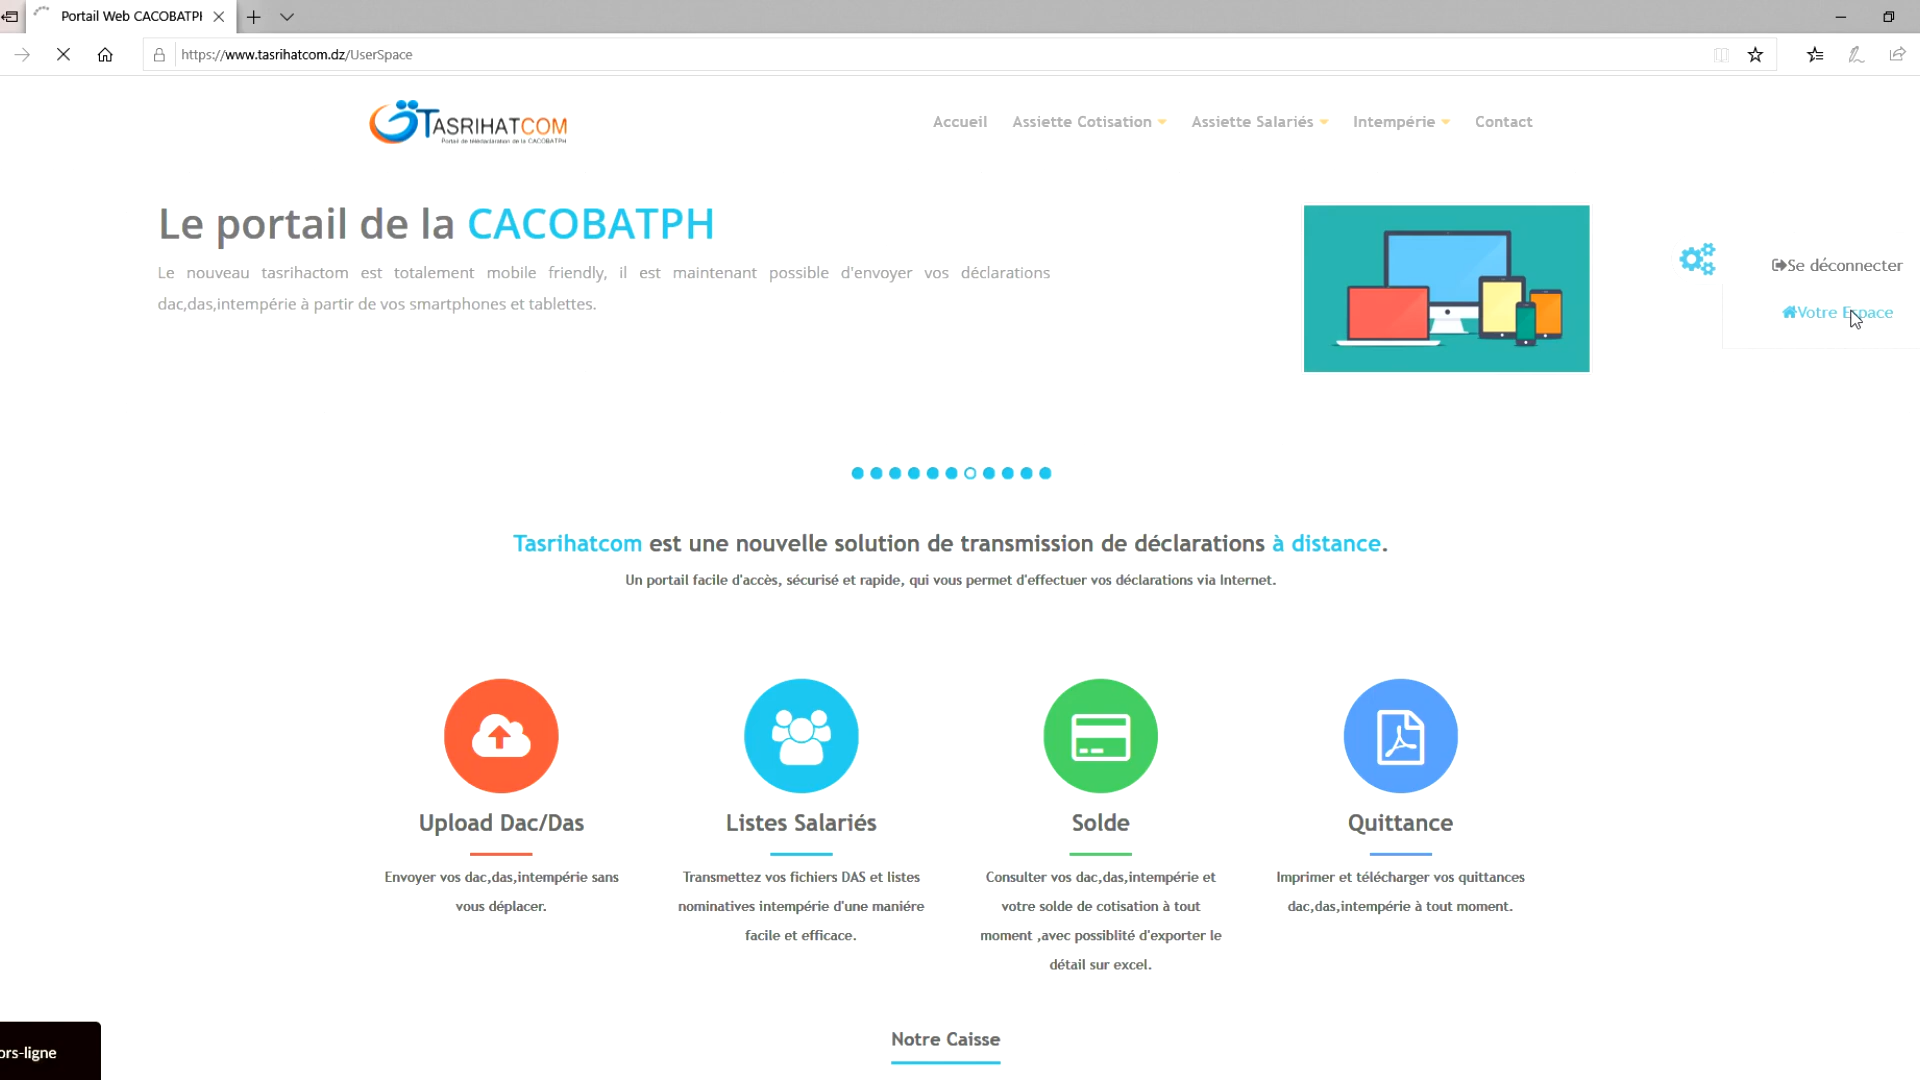 Portail Web CACOBATPH
https://www.tasrihatcom.dz/UserSpace
TASRIHATCOM
Portail de télédéclaration de la CACOBATPH
Accueil Assiette Cotisation Assiette Salariés Intempérie Contact
Le portail de la CACOBATPH
Le nouveau tasrihactom est totalement mobile friendly, il est maintenant possible d'envoyer vos déclarations
dac,das,intempérie à partir de vos smartphones et tablettes.
Se déconnecter
Votre Espace
Tasrihatcom est une nouvelle solution de transmission de déclarations à distance.
Un portail facile d'accès, sécurisé et rapide, qui vous permet d'effectuer vos déclarations via Internet.
Upload Dac/Das
Envoyer vos dac,das,intempérie sans
vous déplacer.
Listes Salariés
Transmettez vos fichiers DAS et listes
nominatives intempérie d'une maniére
facile et efficace.
Solde
Consulter vos dac,das,intempérie et
votre solde de cotisation à tout
moment ,avec possiblité d'exporter le
détail sur excel.
Quittance
Imprimer et télécharger vos quittances
dac,das,intempérie à tout moment.
Notre Caisse
ors-ligne